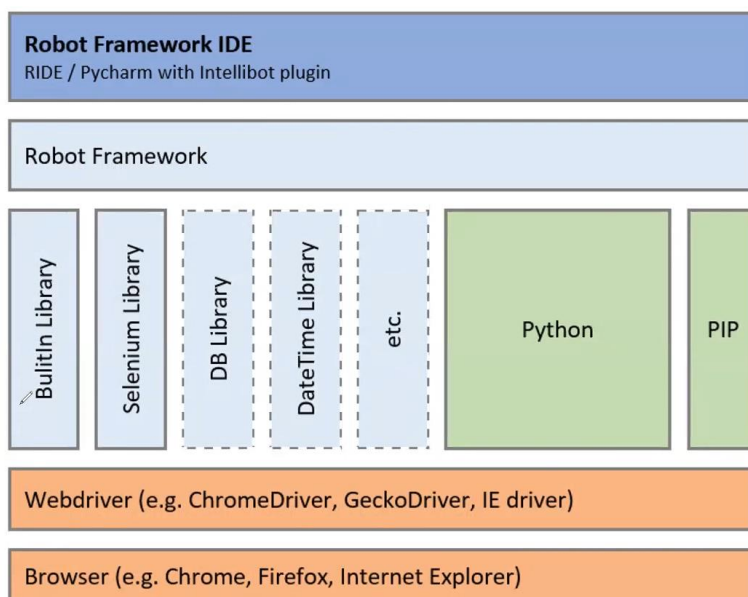 Robot Framework IDE
RIDE / Pycharm with Intellibot plugin
Robot Framework
BulitIn Library
Selenium Library
DB Library
DateTime Library
etc.
Python
PIP
Webdriver (e.g. ChromeDriver, GeckoDriver, IE driver)
Browser (e.g. Chrome, Firefox, Internet Explorer)